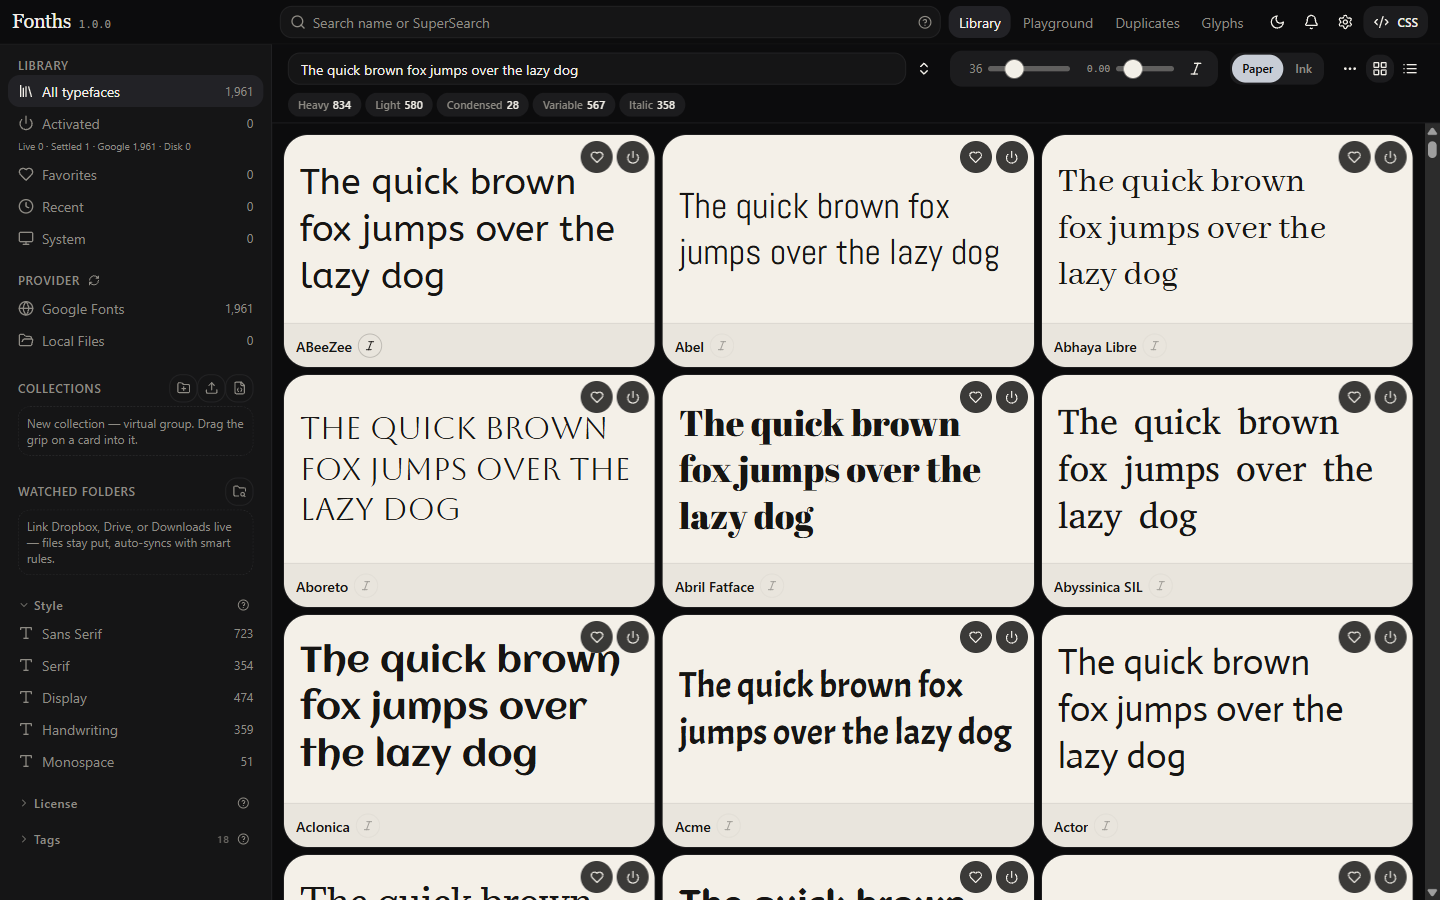 Fonths 1.0.0
Search name or SuperSearch
Library
Playground
Duplicates
Glyphs
CSS
LIBRARY
All typefaces 1,961
Activated 0
Live 0 · Settled 1 · Google 1,961 · Disk 0
Favorites 0
Recent 0
System 0
PROVIDER
Google Fonts 1,961
Local Files 0
COLLECTIONS
New collection — virtual group. Drag the
grip on a card into it.
WATCHED FOLDERS
Link Dropbox, Drive, or Downloads live
— files stay put, auto-syncs with smart
rules.
Style
Sans Serif 723
Serif 354
Display 474
Handwriting 359
Monospace 51
License
Tags 18
The quick brown fox jumps over the lazy dog
36
0.00
I
Paper
Ink
Heavy 834
Light 580
Condensed 28
Variable 567
Italic 358
The quick brown
fox jumps over the
lazy dog
ABeeZee I
The quick brown fox
jumps over the lazy dog
Abel I
The quick brown
fox jumps over the
lazy dog
Abhaya Libre I
THE QUICK BROWN
FOX JUMPS OVER THE
LAZY DOG
Aboreto I
The quick brown
fox jumps over the
lazy dog
Abril Fatface I
The quick brown
fox jumps over the
lazy dog
Abyssinica SIL I
The quick brown
fox jumps over
the lazy dog
Aclonica I
The quick brown fox
jumps over the lazy dog
Acme I
The quick brown
fox jumps over the
lazy dog
Actor I
The quick brown
The quick brown